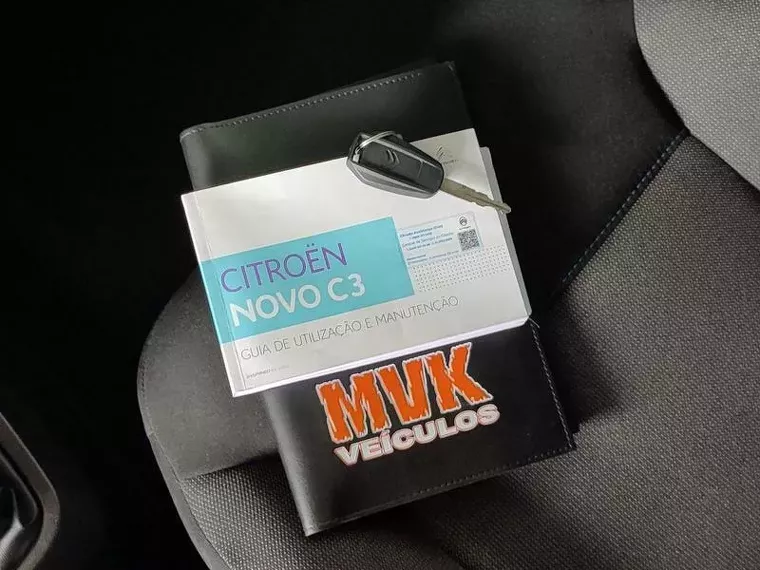 CITROËN
NOVO C3
GUIA DE UTILIZAÇÃO E MANUTENÇÃO
MVK
VEÍCULOS